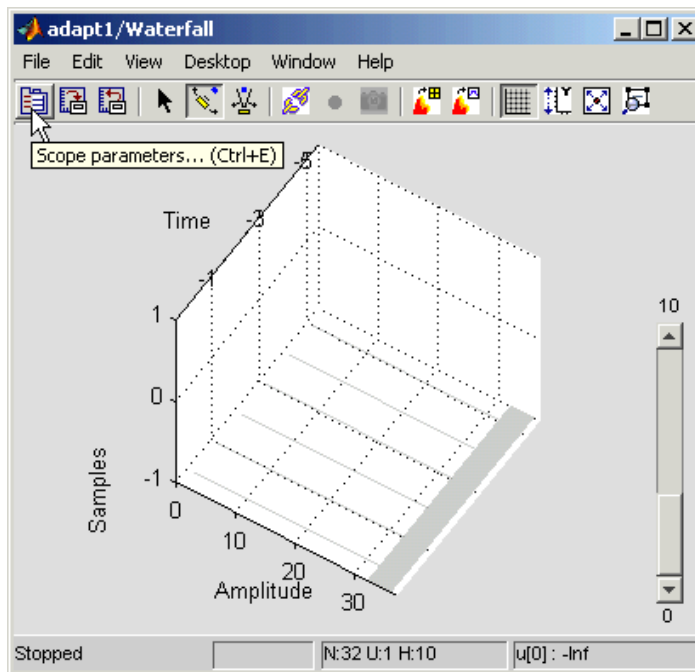 adapt1/Waterfall
File Edit View Desktop Window Help
Scope parameters... (Ctrl+E)
-5
Time
-3
-1
10
1
0
-1
Samples
0
10
20
30
Amplitude
0
Stopped N:32 U:1 H:10 u[0] : -Inf